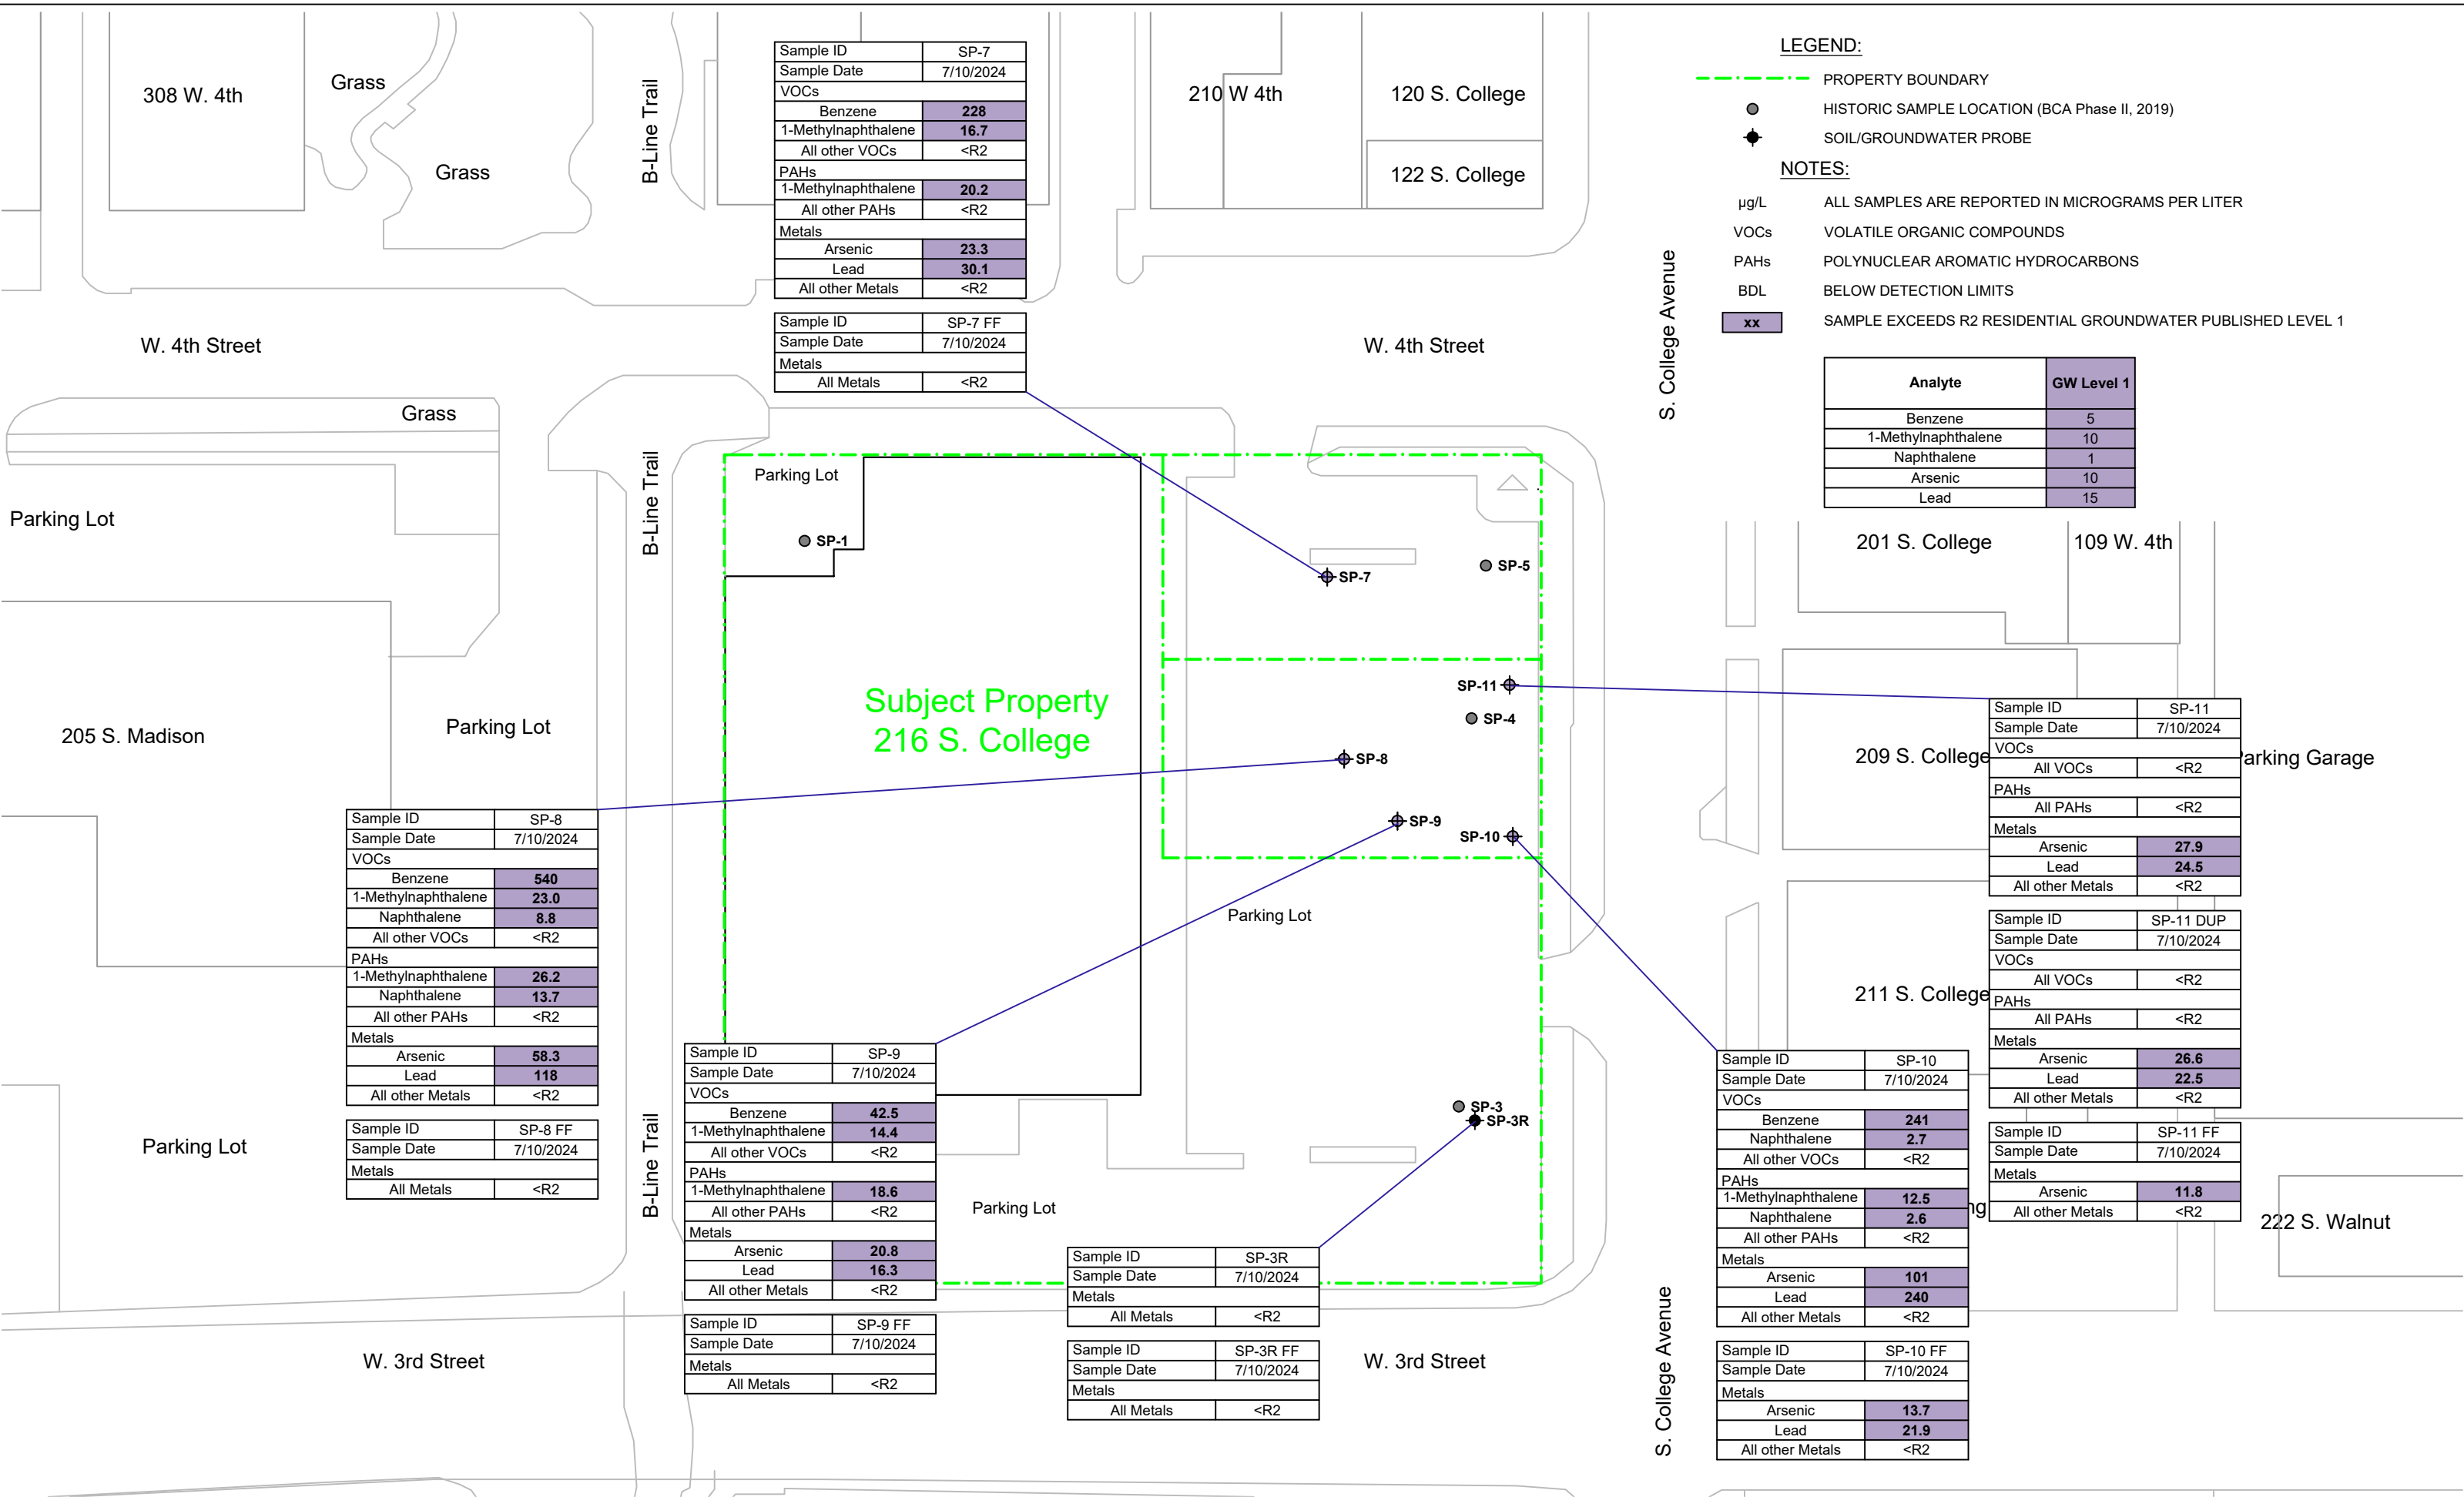 308 W. 4th
Grass
Grass
B-Line Trail
Sample ID SP-7
Sample Date 7/10/2024
VOCs
Benzene 228
1-Methylnaphthalene 16.7
All other VOCs <R2
PAHs
1-Methylnaphthalene 20.2
All other PAHs <R2
Metals
Arsenic 23.3
Lead 30.1
All other Metals <R2
Sample ID SP-7 FF
Sample Date 7/10/2024
Metals
All Metals <R2
210 W 4th
120 S. College
122 S. College
S. College Avenue
LEGEND:
PROPERTY BOUNDARY
HISTORIC SAMPLE LOCATION (BCA Phase II, 2019)
SOIL/GROUNDWATER PROBE
NOTES:
µg/L ALL SAMPLES ARE REPORTED IN MICROGRAMS PER LITER
VOCs VOLATILE ORGANIC COMPOUNDS
PAHs POLYNUCLEAR AROMATIC HYDROCARBONS
BDL BELOW DETECTION LIMITS
xx SAMPLE EXCEEDS R2 RESIDENTIAL GROUNDWATER PUBLISHED LEVEL 1
Analyte GW Level 1
Benzene 5
1-Methylnaphthalene 10
Naphthalene 1
Arsenic 10
Lead 15
W. 4th Street
W. 4th Street
Grass
Parking Lot
B-Line Trail
Parking Lot
SP-1
SP-7
SP-5
201 S. College
109 W. 4th
Subject Property
216 S. College
SP-11
SP-4
SP-8
SP-9
SP-10
205 S. Madison
Parking Lot
209 S. College
arking Garage
Sample ID SP-11
Sample Date 7/10/2024
VOCs
All VOCs <R2
PAHs
All PAHs <R2
Metals
Arsenic 27.9
Lead 24.5
All other Metals <R2
Sample ID SP-11 DUP
Sample Date 7/10/2024
VOCs
All VOCs <R2
PAHs
All PAHs <R2
Metals
Arsenic 26.6
Lead 22.5
All other Metals <R2
Sample ID SP-11 FF
Sample Date 7/10/2024
Metals
Arsenic 11.8
All other Metals <R2
Sample ID SP-8
Sample Date 7/10/2024
VOCs
Benzene 540
1-Methylnaphthalene 23.0
Naphthalene 8.8
All other VOCs <R2
PAHs
1-Methylnaphthalene 26.2
Naphthalene 13.7
All other PAHs <R2
Metals
Arsenic 58.3
Lead 118
All other Metals <R2
Sample ID SP-8 FF
Sample Date 7/10/2024
Metals
All Metals <R2
Parking Lot
Parking Lot
211 S. College
B-Line Trail
Sample ID SP-9
Sample Date 7/10/2024
VOCs
Benzene 42.5
1-Methylnaphthalene 14.4
All other VOCs <R2
PAHs
1-Methylnaphthalene 18.6
All other PAHs <R2
Metals
Arsenic 20.8
Lead 16.3
All other Metals <R2
Sample ID SP-9 FF
Sample Date 7/10/2024
Metals
All Metals <R2
Parking Lot
SP-3
SP-3R
Sample ID SP-3R
Sample Date 7/10/2024
Metals
All Metals <R2
Sample ID SP-3R FF
Sample Date 7/10/2024
Metals
All Metals <R2
Sample ID SP-10
Sample Date 7/10/2024
VOCs
Benzene 241
Naphthalene 2.7
All other VOCs <R2
PAHs
1-Methylnaphthalene 12.5
Naphthalene 2.6
All other PAHs <R2
Metals
Arsenic 101
Lead 240
All other Metals <R2
Sample ID SP-10 FF
Sample Date 7/10/2024
Metals
Arsenic 13.7
Lead 21.9
All other Metals <R2
ng
222 S. Walnut
W. 3rd Street
W. 3rd Street
S. College Avenue